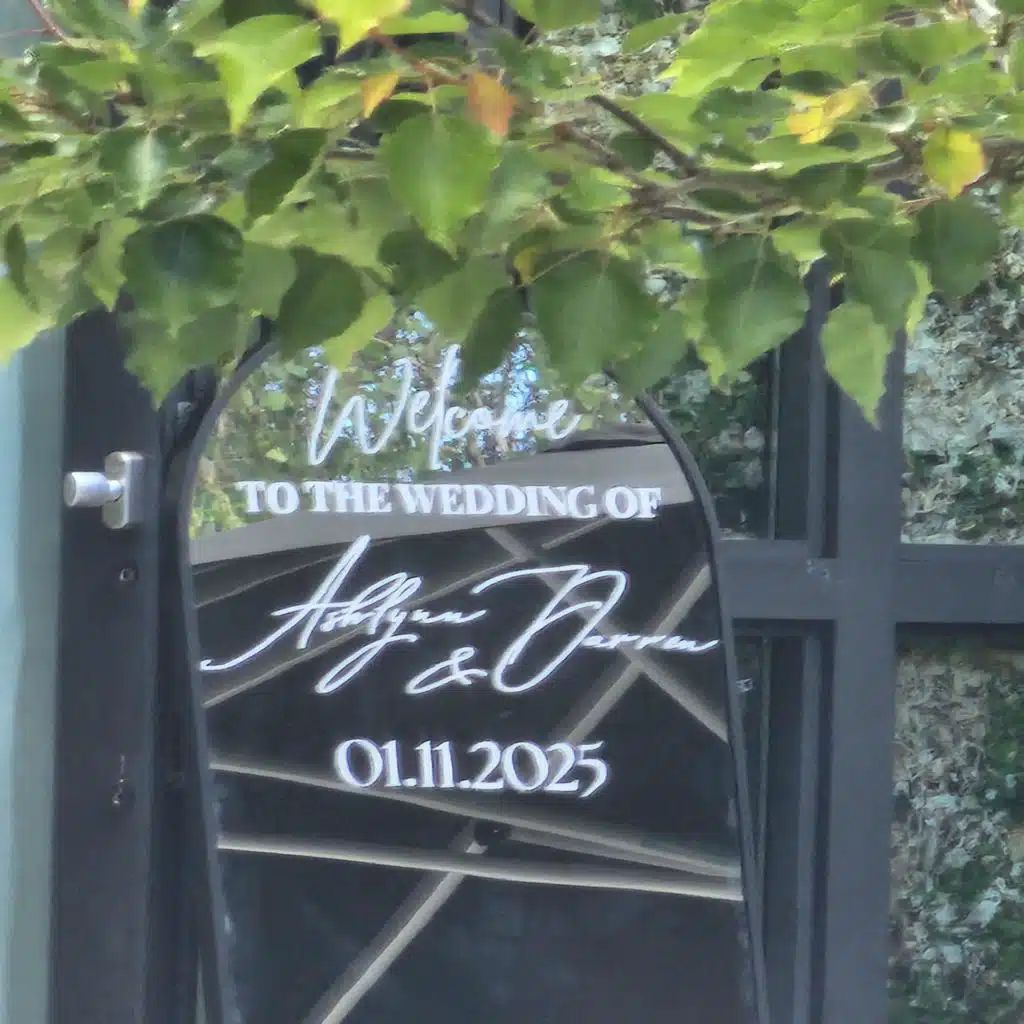 Welcome
TO THE WEDDING OF
Ashlynn
& Darren
01.11.2025